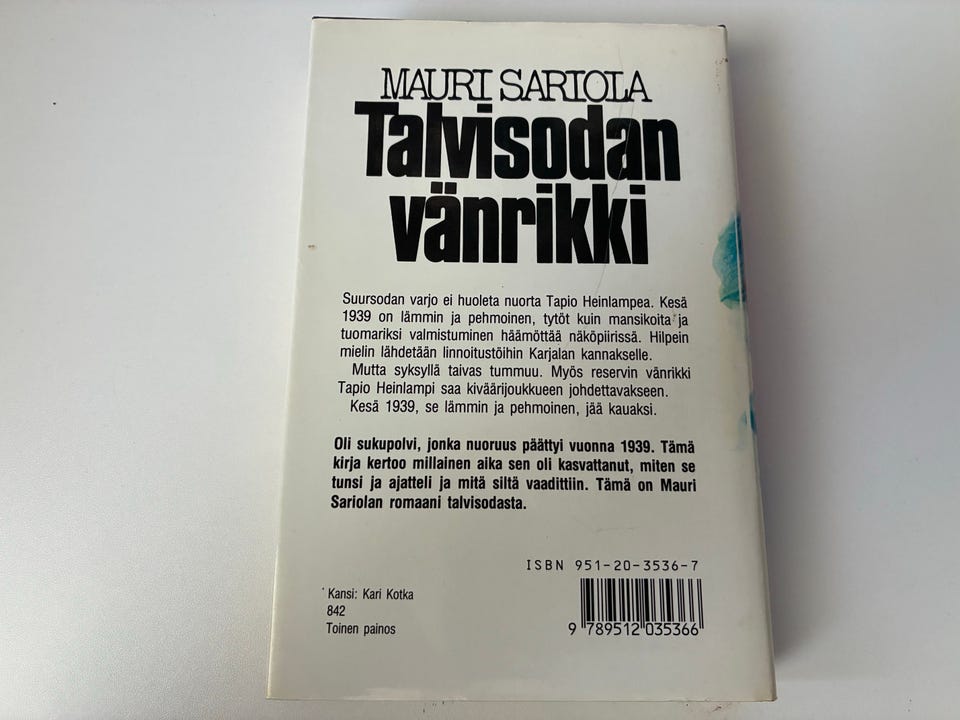 MAURI SARIOLA
Talvisodan
vänrikki
Suursodan varjo ei huoleta nuorta Tapio Heinlampea. Kesä
1939 on lämmin ja pehmoinen, tytöt kuin mansikoita ja
tuomariksi valmistuminen häämöttää näköpiirissä. Hilpein
mielin lähdetään linnoitustöihin Karjalan kannakselle.
Mutta syksyllä taivas tummuu. Myös reservin vänrikki
Tapio Heinlampi saa kiväärijoukkueen johdettavakseen.
Kesä 1939, se lämmin ja pehmoinen, jää kauaksi.
Oli sukupolvi, jonka nuoruus päättyi vuonna 1939. Tämä
kirja kertoo millainen aika sen oli kasvattanut, miten se
tunsi ja ajatteli ja mitä siltä vaadittiin. Tämä on Mauri
Sariolan romaani talvisodasta.
ISBN 951-20-3536-7
Kansi: Kari Kotka
842
Toinen painos
9 789512 035366